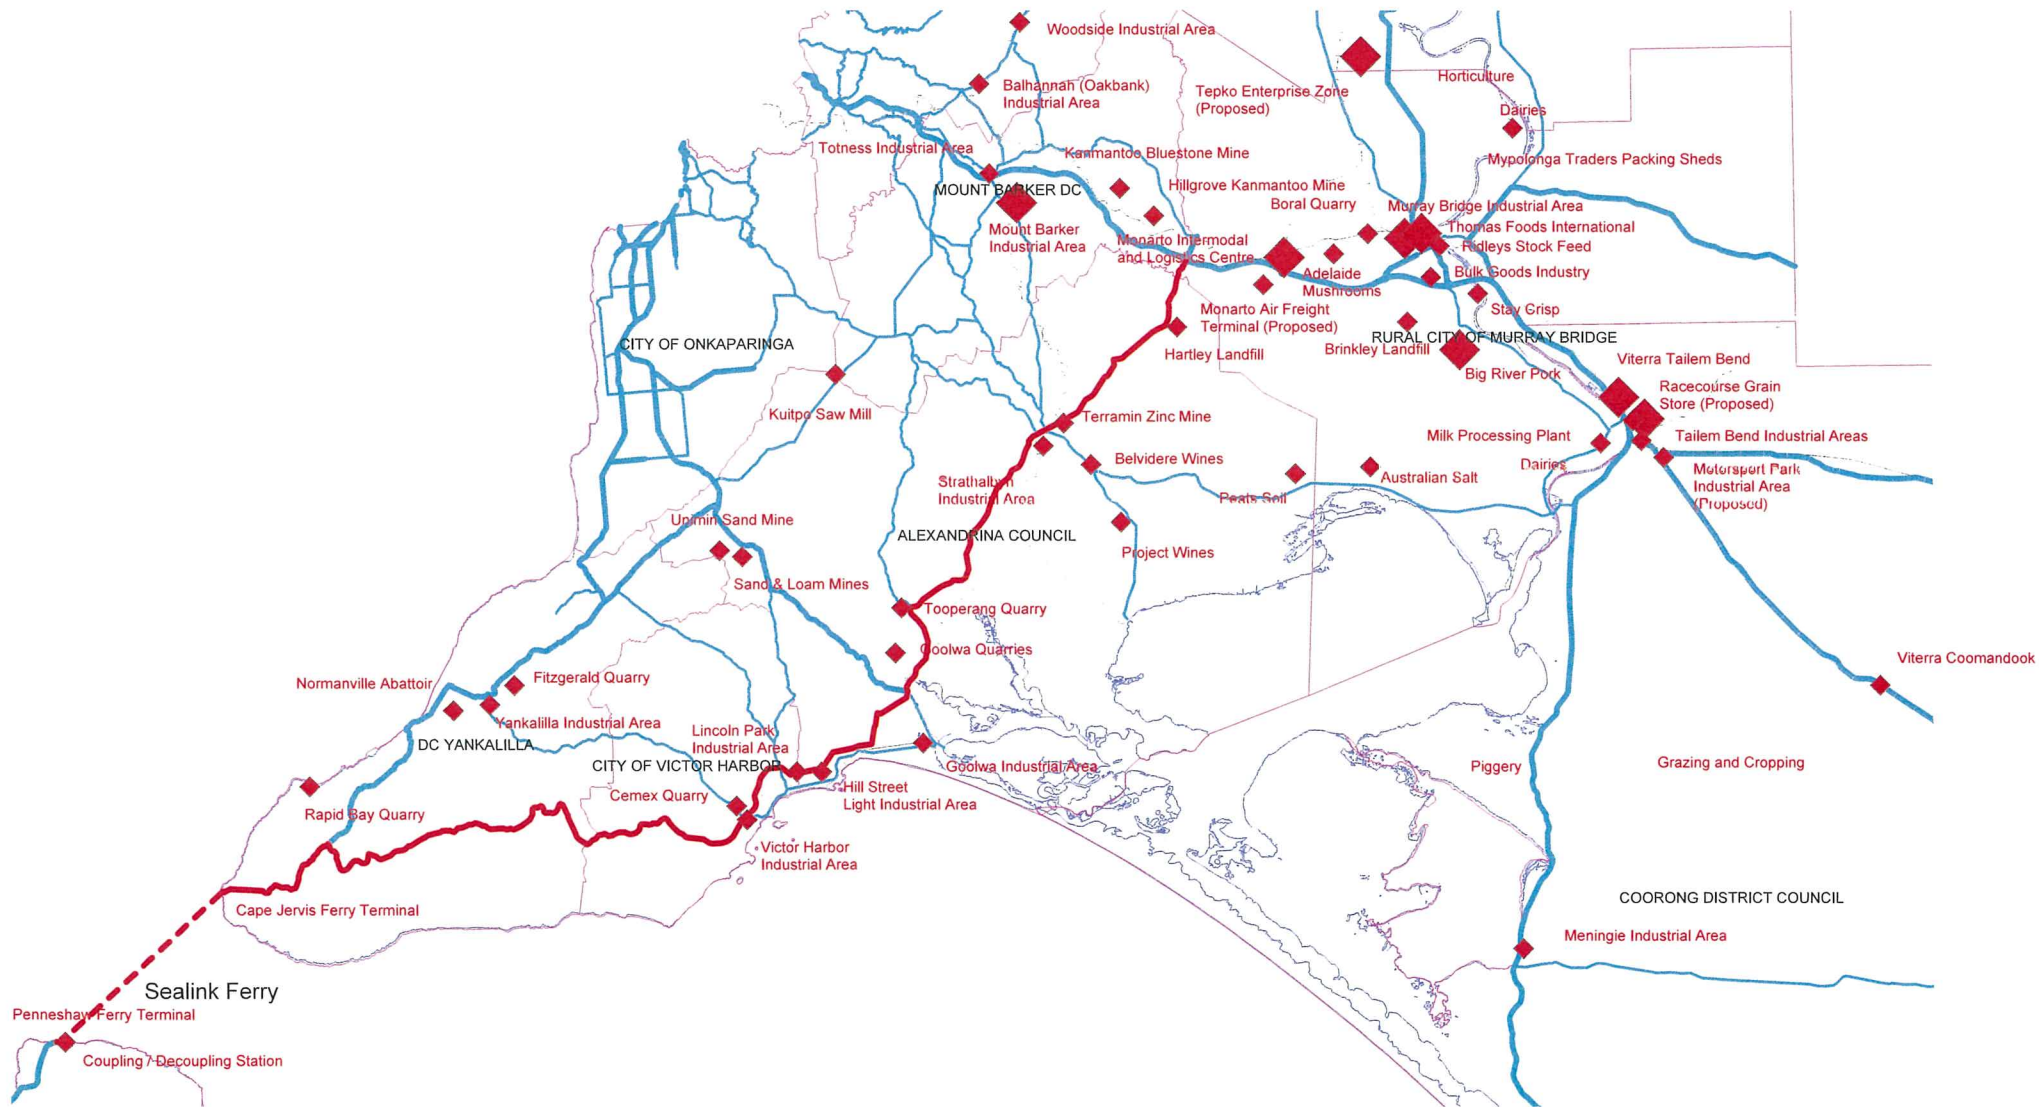 Woodside Industrial Area
Balhannah (Oakbank)
Industrial Area
Tepko Enterprise Zone
(Proposed)
Horticulture
Dairies
Totness Industrial Area
Kanmantoo Bluestone Mine
Mypolonga Traders Packing Sheds
MOUNT BARKER DC
Hillgrove Kanmantoo Mine
Boral Quarry
Murray Bridge Industrial Area
Mount Barker
Industrial Area
Thomas Foods International
Ridleys Stock Feed
Monarto Intermodal
and Logistics Centre
Adelaide
Mushrooms
Bulk Goods Industry
Monarto Air Freight
Terminal (Proposed)
Stay Crisp
RURAL CITY OF MURRAY BRIDGE
CITY OF ONKAPARINGA
Hartley Landfill
Brinkley Landfill
Big River Pork
Viterra Tailem Bend
Racecourse Grain
Store (Proposed)
Kuitpo Saw Mill
Terramin Zinc Mine
Milk Processing Plant
Tailem Bend Industrial Areas
Belvidere Wines
Dairies
Motorsport Park
Industrial Area
(Proposed)
Strathalbyn
Industrial Area
Peats Soil
Australian Salt
Unimin Sand Mine
ALEXANDRINA COUNCIL
Project Wines
Sand & Loam Mines
Tooperang Quarry
Goolwa Quarries
Viterra Coomandook
Normanville Abattoir
Fitzgerald Quarry
Yankalilla Industrial Area
DC YANKALILLA
Lincoln Park
Industrial Area
CITY OF VICTOR HARBOR
Goolwa Industrial Area
Piggery
Grazing and Cropping
Cemex Quarry
Hill Street
Light Industrial Area
Rapid Bay Quarry
Victor Harbor
Industrial Area
COORONG DISTRICT COUNCIL
Cape Jervis Ferry Terminal
Meningie Industrial Area
Sealink Ferry
Penneshaw Ferry Terminal
Coupling / Decoupling Station